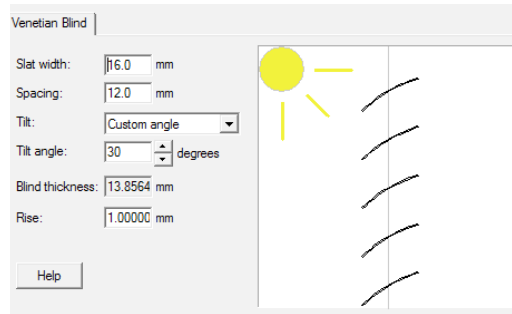 Venetian Blind
Slat width: 16.0 mm
Spacing: 12.0 mm
Tilt: Custom angle
Tilt angle: 30 degrees
Blind thickness: 13.8564 mm
Rise: 1.00000 mm
Help